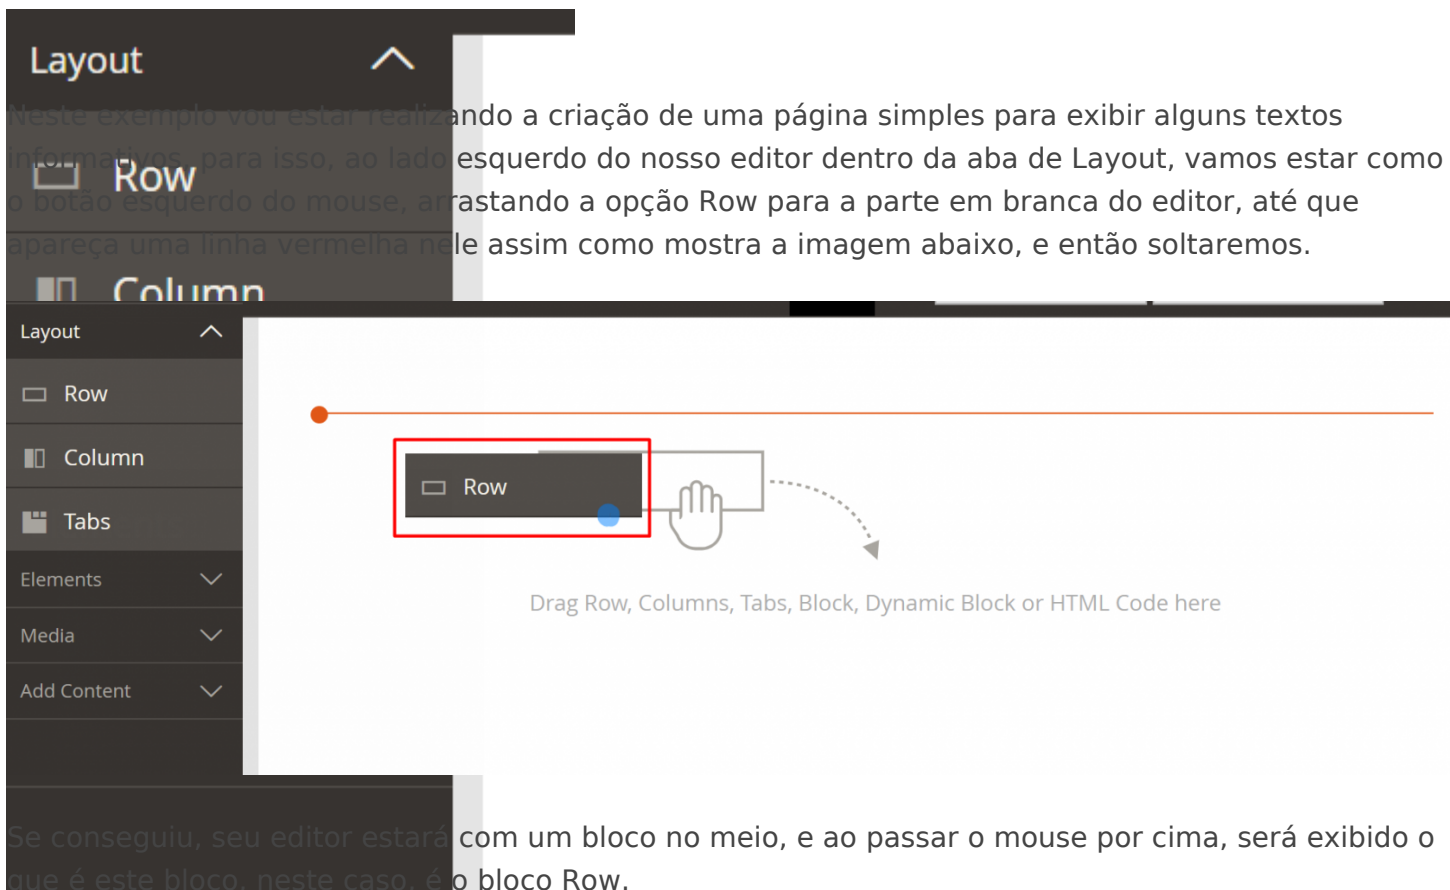 Layout
Neste exemplo vou estar realizando a criação de uma página simples para exibir alguns textos
informativos, para isso, ao lado esquerdo do nosso editor dentro da aba de Layout, vamos estar como
Row
o botão esquerdo do mouse, arrastando a opção Row para a parte em branca do editor, até que
apareça uma linha vermelha nele assim como mostra a imagem abaixo, e então soltaremos.
Column
Layout
Row
Column
Row
Tabs
Elements
Drag Row, Columns, Tabs, Block, Dynamic Block or HTML Code here
Media
Add Content
Se conseguiu, seu editor estará com um bloco no meio, e ao passar o mouse por cima, será exibido o
que é este bloco, neste caso, é o bloco Row.